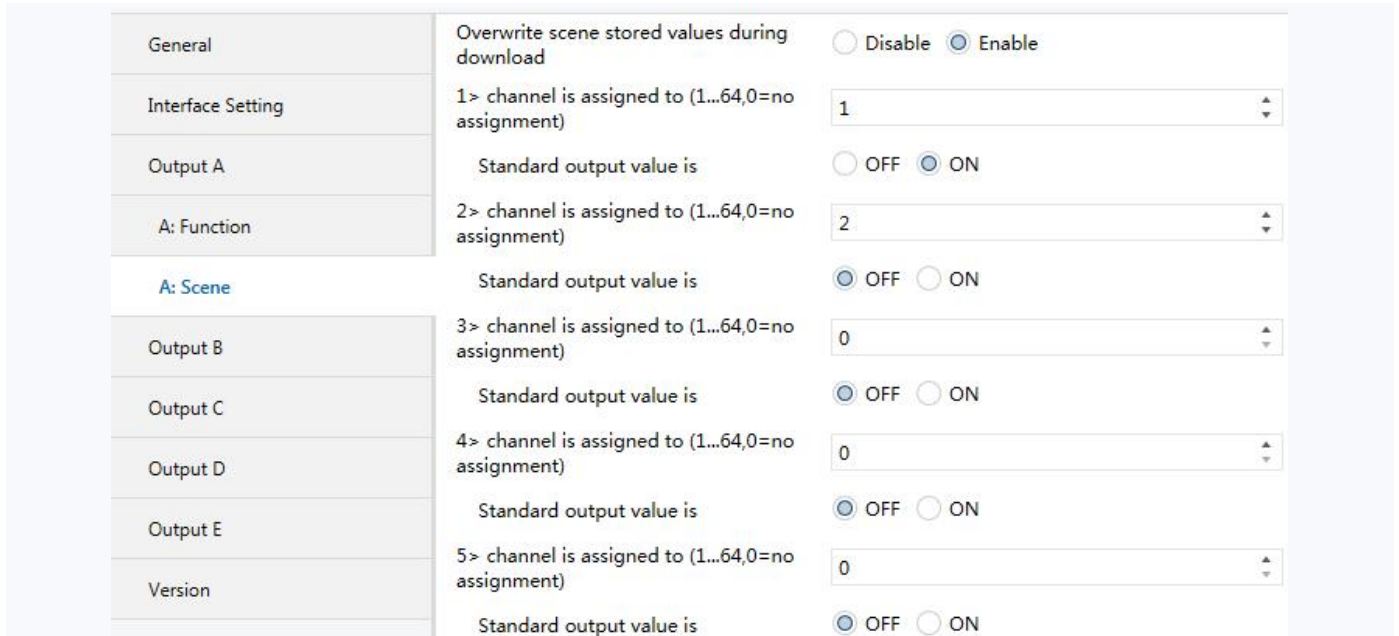 General
Interface Setting
Output A
A: Function
A: Scene
Output B
Output C
Output D
Output E
Version
Overwrite scene stored values during
download
Disable Enable
1> channel is assigned to (1...64,0=no
assignment)
1
Standard output value is
OFF ON
2> channel is assigned to (1...64,0=no
assignment)
2
Standard output value is
OFF ON
3> channel is assigned to (1...64,0=no
assignment)
0
Standard output value is
OFF ON
4> channel is assigned to (1...64,0=no
assignment)
0
Standard output value is
OFF ON
5> channel is assigned to (1...64,0=no
assignment)
0
Standard output value is
OFF ON